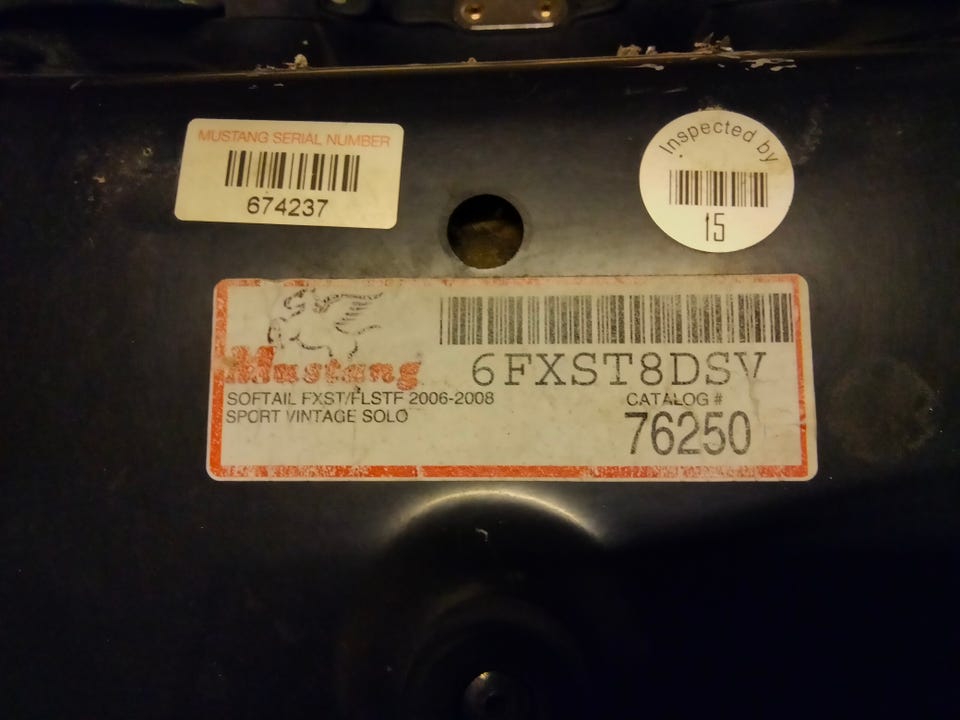 MUSTANG SERIAL NUMBER
674237
Inspected by
15
Mustang
6FXST8DSV
SOFTAIL FXST/FLSTF 2006-2008
SPORT VINTAGE SOLO
CATALOG #
76250